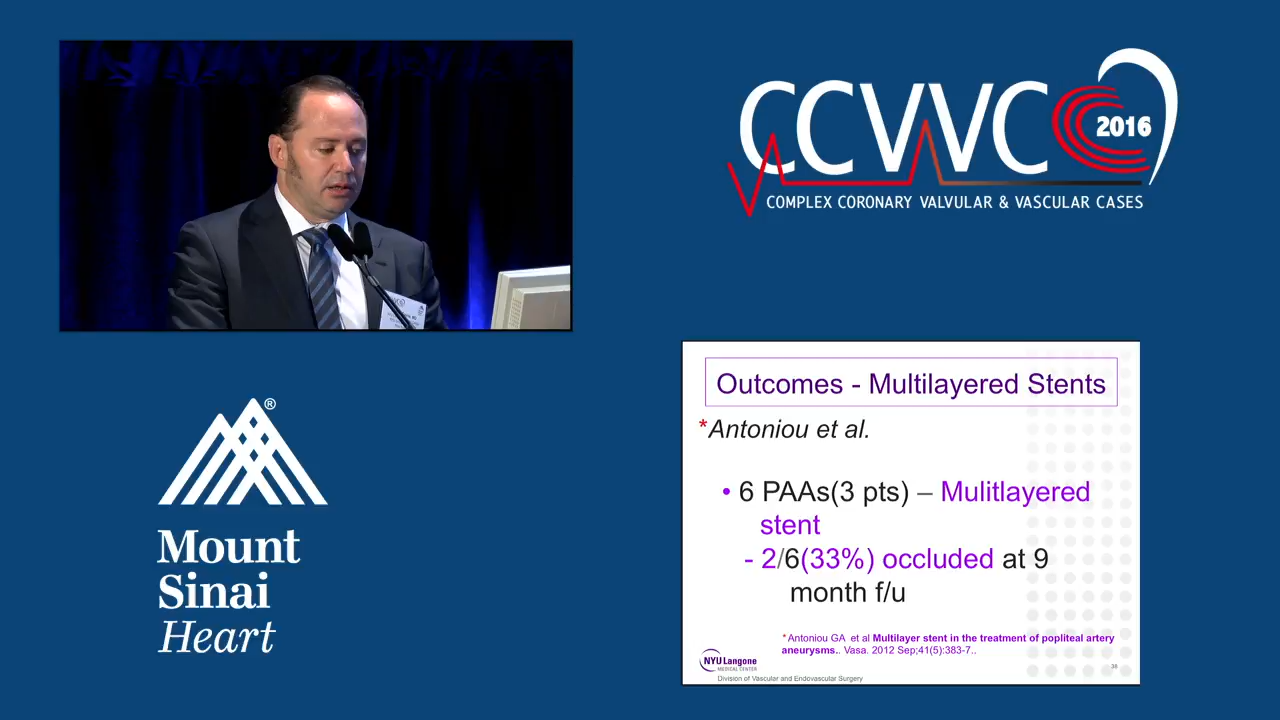 CCVVC
2016
COMPLEX CORONARY VALVULAR & VASCULAR CASES
®
Mount
Sinai
Heart
Outcomes - Multilayered Stents
*Antoniou et al.
• 6 PAAs(3 pts) – Mulitlayered
stent
- 2/6(33%) occluded at 9
month f/u
*Antoniou GA et al Multilayer stent in the treatment of popliteal artery
aneurysms.. Vasa. 2012 Sep;41(5):383-7..
NYU Langone
MEDICAL CENTER
Division of Vascular and Endovascular Surgery
38